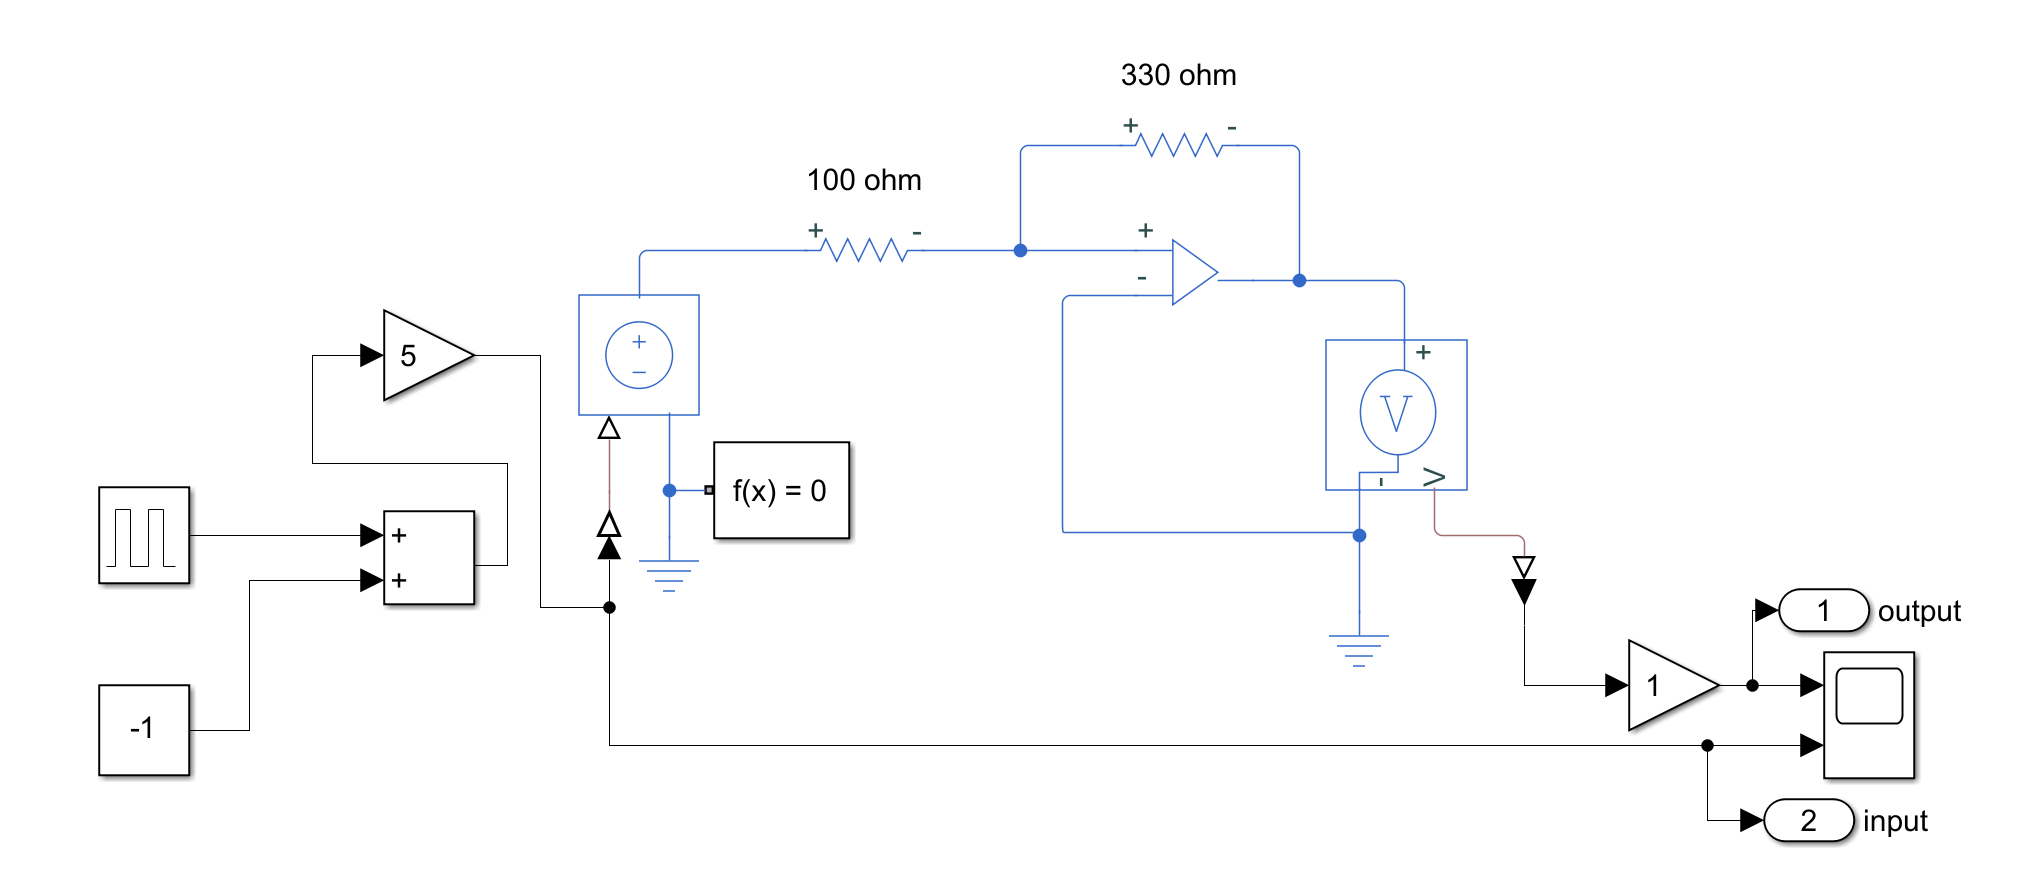 330 ohm
+ -
100 ohm
+ -
+
-
5
+
−
+
V
- >
f(x) = 0
+
+
-1
1
1 output
2 input